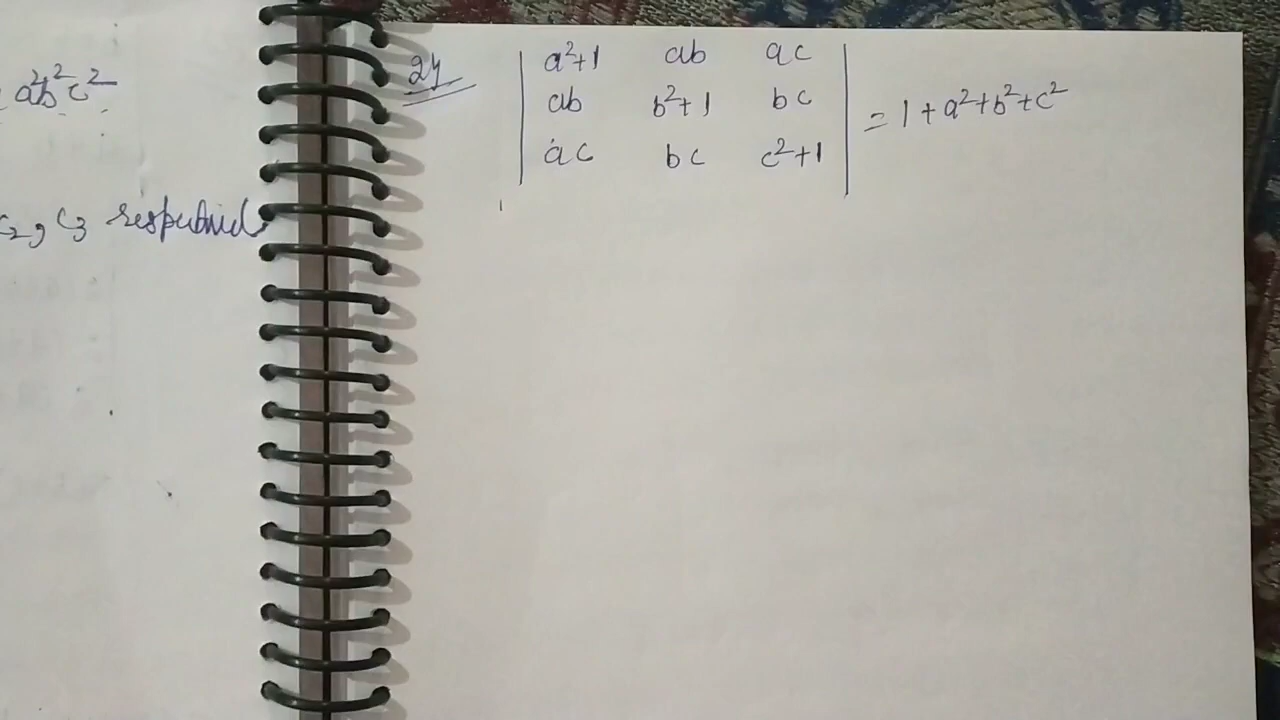 a²b²c²
C₂, C₃
24
| a²+1 ab ac |
| ab b²+1 bc | = 1+a²+b²+c²
| ac bc c²+1 |